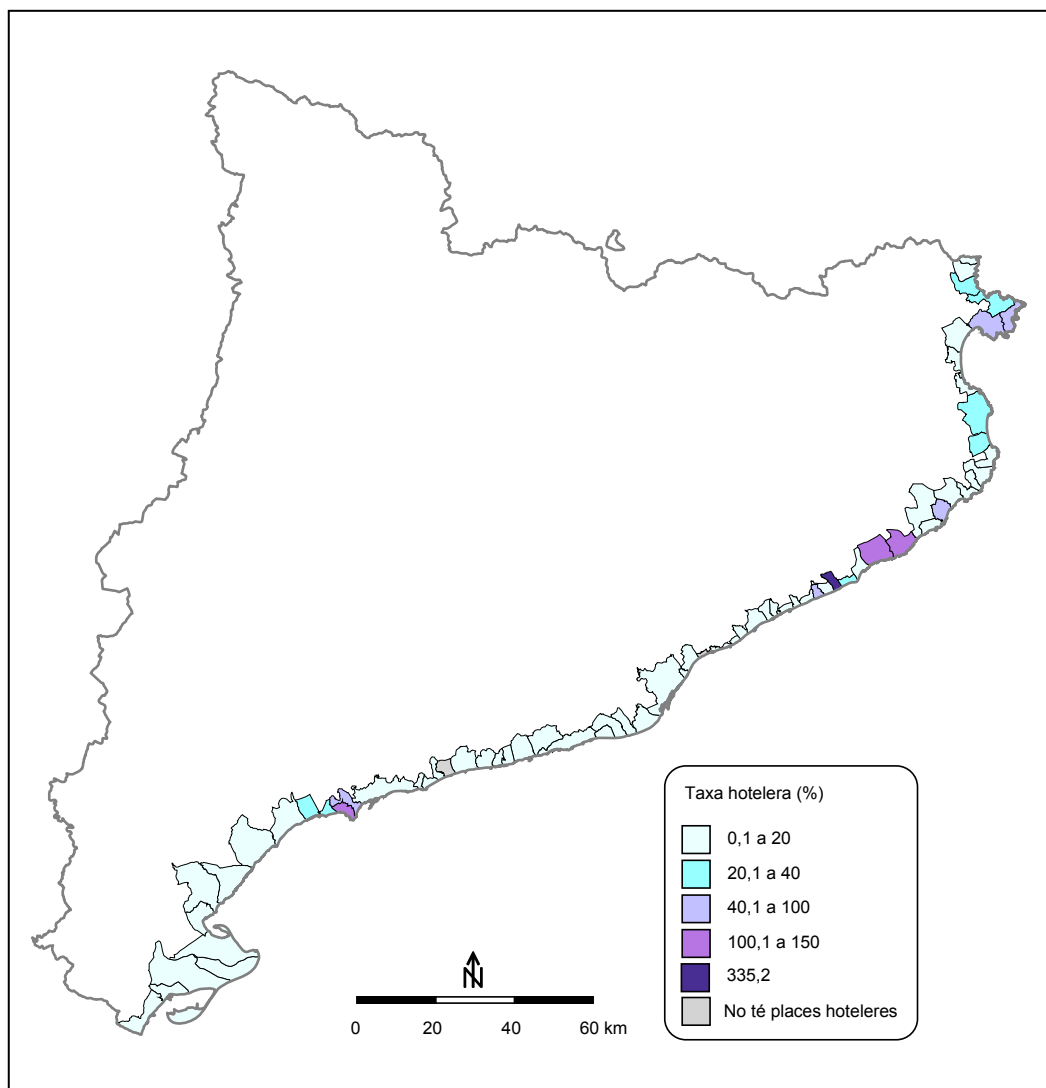 Taxa hotelera (%)
0,1 a 20
20,1 a 40
40,1 a 100
100,1 a 150
335,2
No té places hoteleres
N
0 20 40 60 km